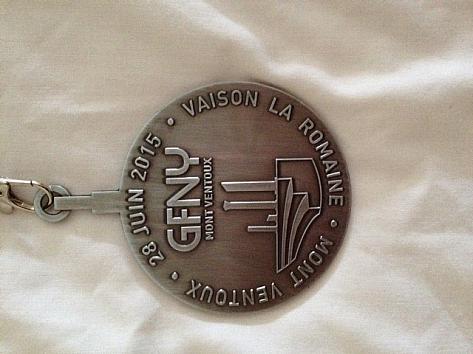 28 JUIN 2015 • VAISON LA ROMAINE • MONT VENTOUX •
GFNY
MONT VENTOUX